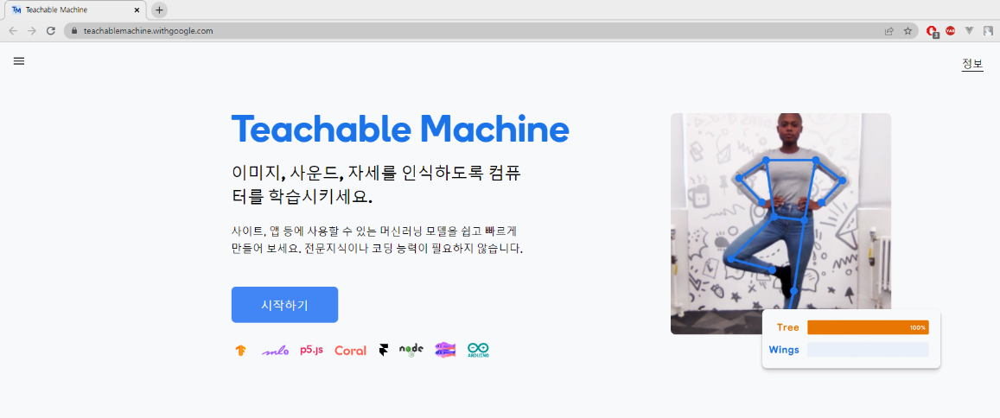 Teachable Machine
teachablemachine.withgoogle.com
3
정보
Teachable Machine
이미지, 사운드, 자세를 인식하도록 컴퓨
터를 학습시키세요.
사이트, 앱 등에 사용할 수 있는 머신러닝 모델을 쉽고 빠르게
만들어 보세요. 전문지식이나 코딩 능력이 필요하지 않습니다.
시작하기
ml5 p5.js Coral node ARDUINO
Tree 100%
Wings